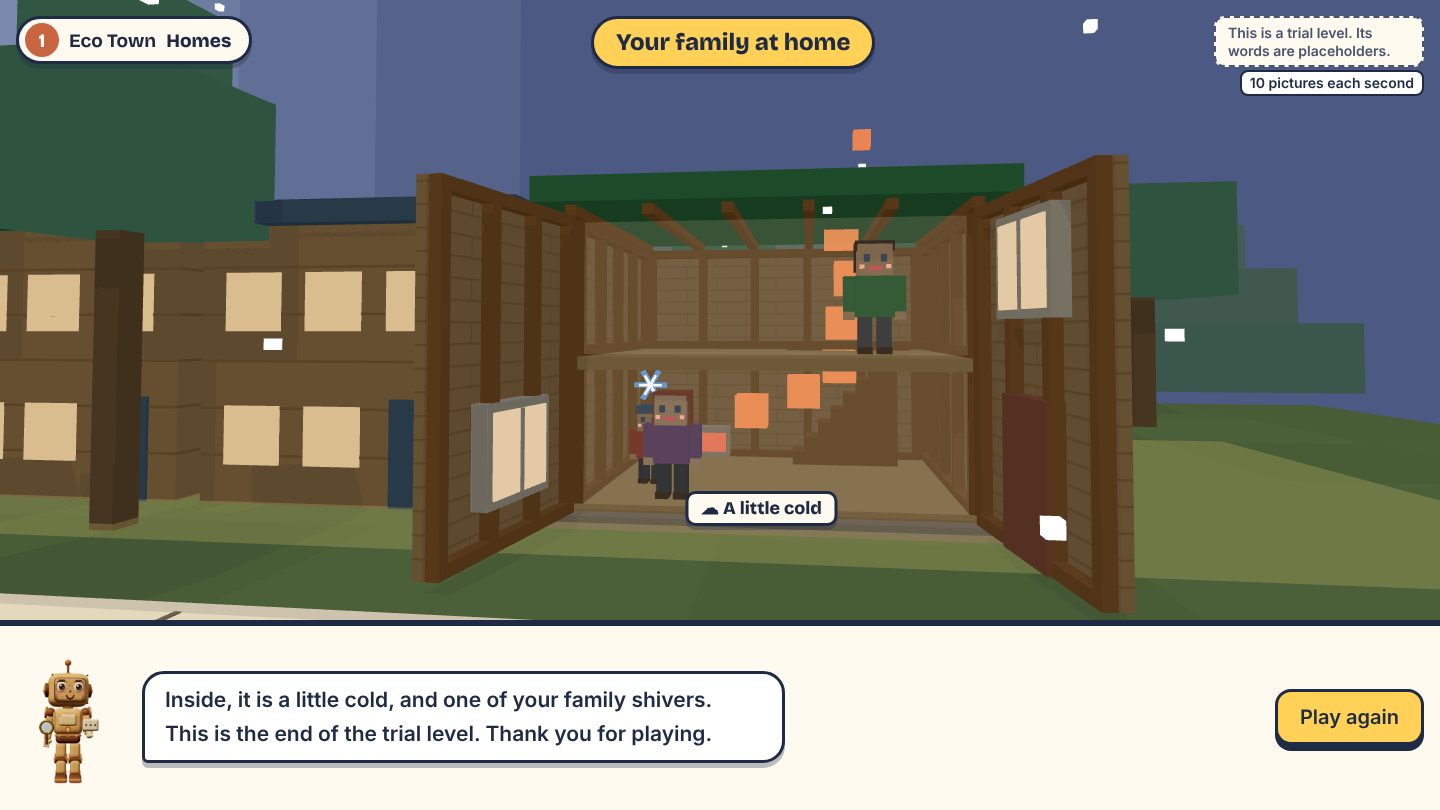 1 Eco Town Homes
Your family at home
This is a trial level. Its
words are placeholders.
10 pictures each second
A little cold
Inside, it is a little cold, and one of your family shivers.
This is the end of the trial level. Thank you for playing.
Play again